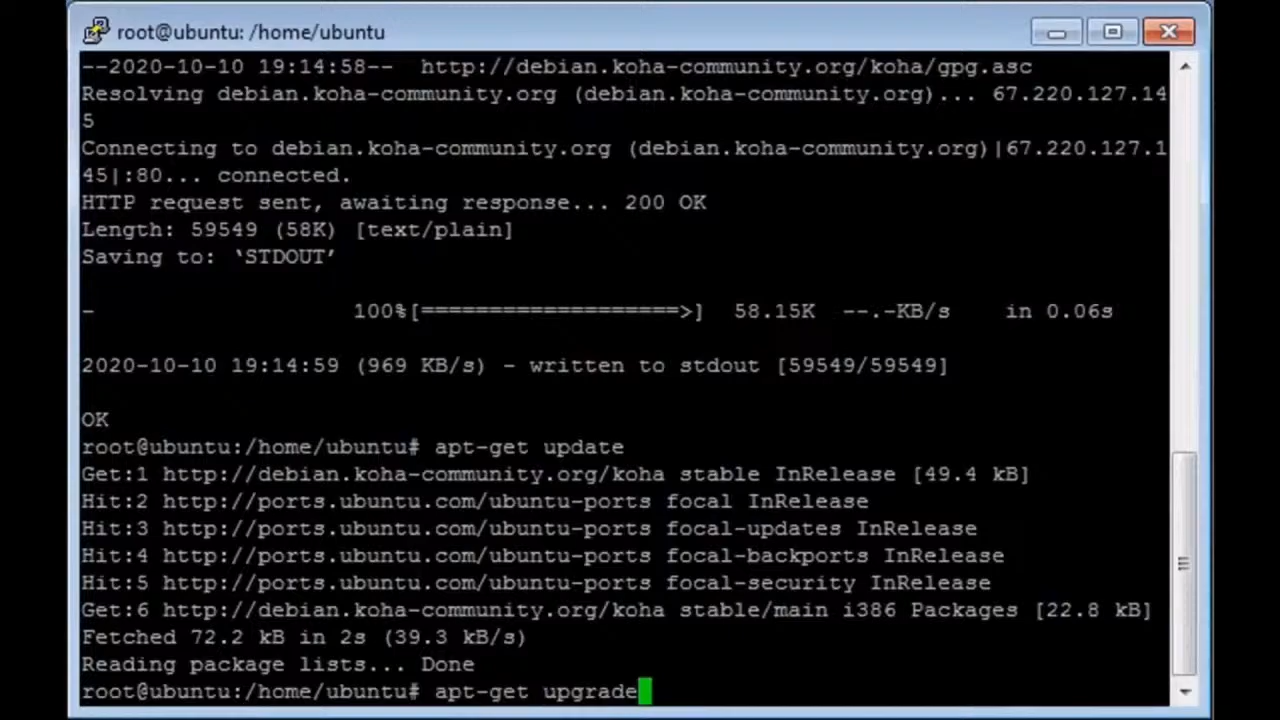 root@ubuntu: /home/ubuntu
--2020-10-10 19:14:58--  http://debian.koha-community.org/koha/gpg.asc
Resolving debian.koha-community.org (debian.koha-community.org)... 67.220.127.14
5
Connecting to debian.koha-community.org (debian.koha-community.org)|67.220.127.1
45|:80... connected.
HTTP request sent, awaiting response... 200 OK
Length: 59549 (58K) [text/plain]
Saving to: ‘STDOUT’
-                   100%[===================>]  58.15K  --.-KB/s    in 0.06s
2020-10-10 19:14:59 (969 KB/s) - written to stdout [59549/59549]
OK
root@ubuntu:/home/ubuntu# apt-get update
Get:1 http://debian.koha-community.org/koha stable InRelease [49.4 kB]
Hit:2 http://ports.ubuntu.com/ubuntu-ports focal InRelease
Hit:3 http://ports.ubuntu.com/ubuntu-ports focal-updates InRelease
Hit:4 http://ports.ubuntu.com/ubuntu-ports focal-backports InRelease
Hit:5 http://ports.ubuntu.com/ubuntu-ports focal-security InRelease
Get:6 http://debian.koha-community.org/koha stable/main i386 Packages [22.8 kB]
Fetched 72.2 kB in 2s (39.3 kB/s)
Reading package lists... Done
root@ubuntu:/home/ubuntu# apt-get upgrade